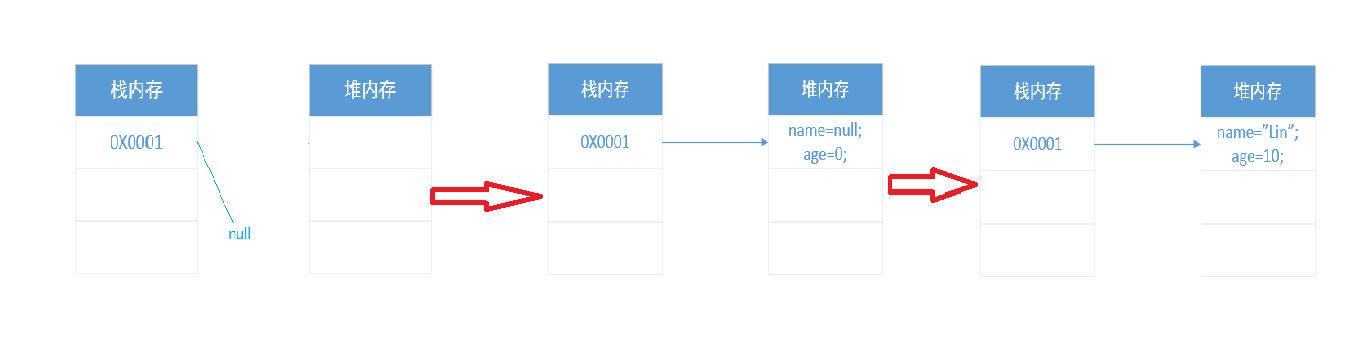 栈内存
0X0001
null
堆内存
栈内存
0X0001
堆内存
name=null;
age=0;
栈内存
0X0001
堆内存
name=”Lin”;
age=10;